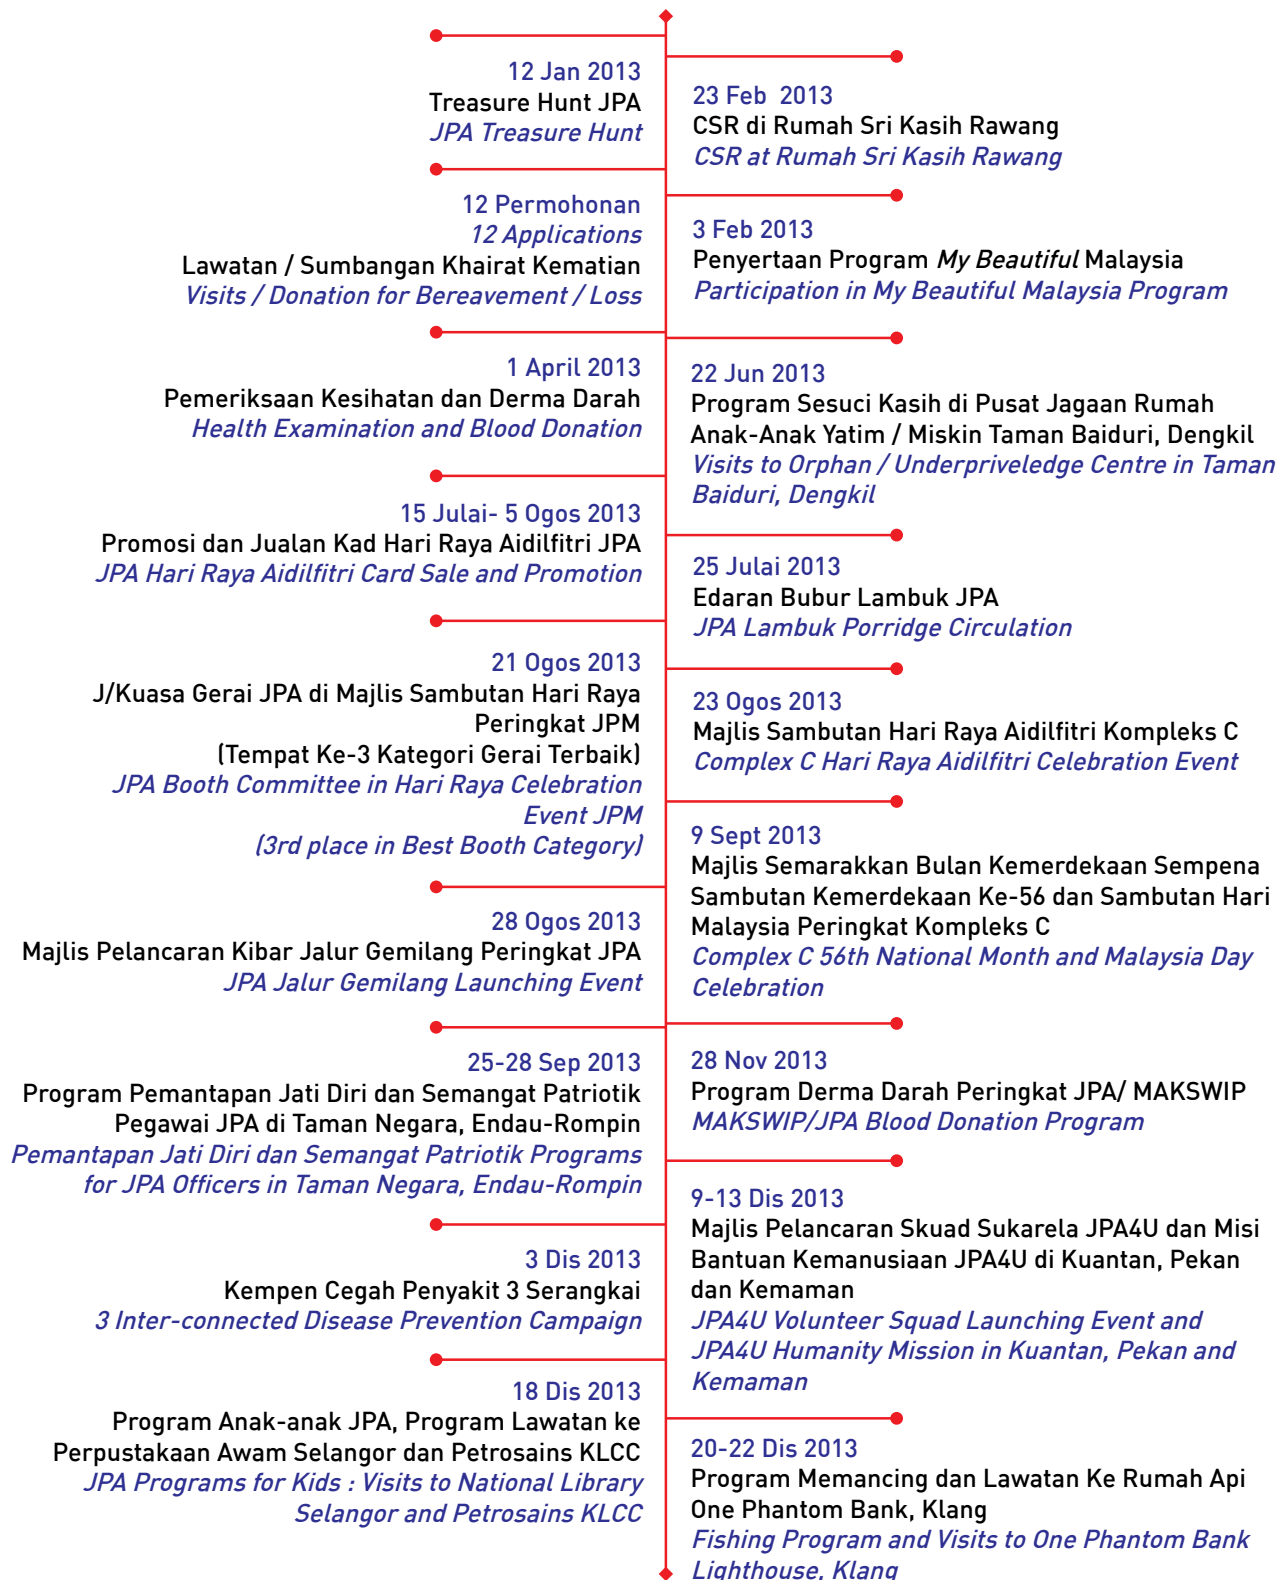 12 Jan 2013
Treasure Hunt JPA
JPA Treasure Hunt
23 Feb 2013
CSR di Rumah Sri Kasih Rawang
CSR at Rumah Sri Kasih Rawang
12 Permohonan
12 Applications
Lawatan / Sumbangan Khairat Kematian
Visits / Donation for Bereavement / Loss
3 Feb 2013
Penyertaan Program My Beautiful Malaysia
Participation in My Beautiful Malaysia Program
1 April 2013
Pemeriksaan Kesihatan dan Derma Darah
Health Examination and Blood Donation
22 Jun 2013
Program Sesuci Kasih di Pusat Jagaan Rumah
Anak-Anak Yatim / Miskin Taman Baiduri, Dengkil
Visits to Orphan / Underpriveledge Centre in Taman
Baiduri, Dengkil
15 Julai- 5 Ogos 2013
Promosi dan Jualan Kad Hari Raya Aidilfitri JPA
JPA Hari Raya Aidilfitri Card Sale and Promotion
25 Julai 2013
Edaran Bubur Lambuk JPA
JPA Lambuk Porridge Circulation
21 Ogos 2013
J/Kuasa Gerai JPA di Majlis Sambutan Hari Raya
Peringkat JPM
(Tempat Ke-3 Kategori Gerai Terbaik)
JPA Booth Committee in Hari Raya Celebration
Event JPM
(3rd place in Best Booth Category)
23 Ogos 2013
Majlis Sambutan Hari Raya Aidilfitri Kompleks C
Complex C Hari Raya Aidilfitri Celebration Event
9 Sept 2013
Majlis Semarakkan Bulan Kemerdekaan Sempena
Sambutan Kemerdekaan Ke-56 dan Sambutan Hari
Malaysia Peringkat Kompleks C
Complex C 56th National Month and Malaysia Day
Celebration
28 Ogos 2013
Majlis Pelancaran Kibar Jalur Gemilang Peringkat JPA
JPA Jalur Gemilang Launching Event
25-28 Sep 2013
Program Pemantapan Jati Diri dan Semangat Patriotik
Pegawai JPA di Taman Negara, Endau-Rompin
Pemantapan Jati Diri dan Semangat Patriotik Programs
for JPA Officers in Taman Negara, Endau-Rompin
28 Nov 2013
Program Derma Darah Peringkat JPA/ MAKSWIP
MAKSWIP/JPA Blood Donation Program
3 Dis 2013
Kempen Cegah Penyakit 3 Serangkai
3 Inter-connected Disease Prevention Campaign
9-13 Dis 2013
Majlis Pelancaran Skuad Sukarela JPA4U dan Misi
Bantuan Kemanusiaan JPA4U di Kuantan, Pekan
dan Kemaman
JPA4U Volunteer Squad Launching Event and
JPA4U Humanity Mission in Kuantan, Pekan and
Kemaman
18 Dis 2013
Program Anak-anak JPA, Program Lawatan ke
Perpustakaan Awam Selangor dan Petrosains KLCC
JPA Programs for Kids : Visits to National Library
Selangor and Petrosains KLCC
20-22 Dis 2013
Program Memancing dan Lawatan Ke Rumah Api
One Phantom Bank, Klang
Fishing Program and Visits to One Phantom Bank
Lighthouse, Klang